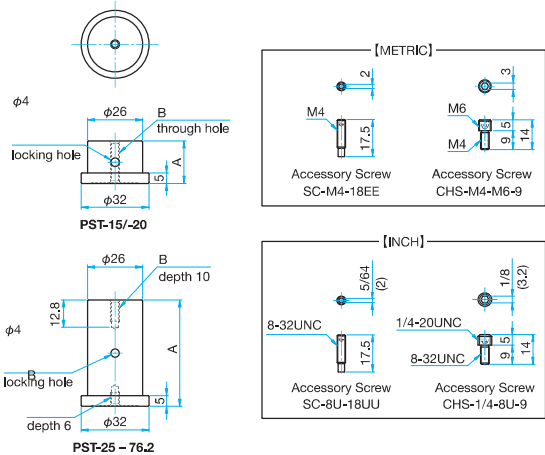 φ4
φ26
B
through hole
locking hole
A
5
φ32
PST-15/-20
φ26
B
depth 10
12.8
φ4
A
B
locking hole
5
depth 6
φ32
PST-25 – 76.2
【METRIC】
2
M4
17.5
Accessory Screw
SC-M4-18EE
3
M6
5
14
M4
9
Accessory Screw
CHS-M4-M6-9
【INCH】
5/64
(2)
8-32UNC
17.5
Accessory Screw
SC-8U-18UU
1/8
(3.2)
1/4-20UNC
5
14
8-32UNC
9
Accessory Screw
CHS-1/4-8U-9